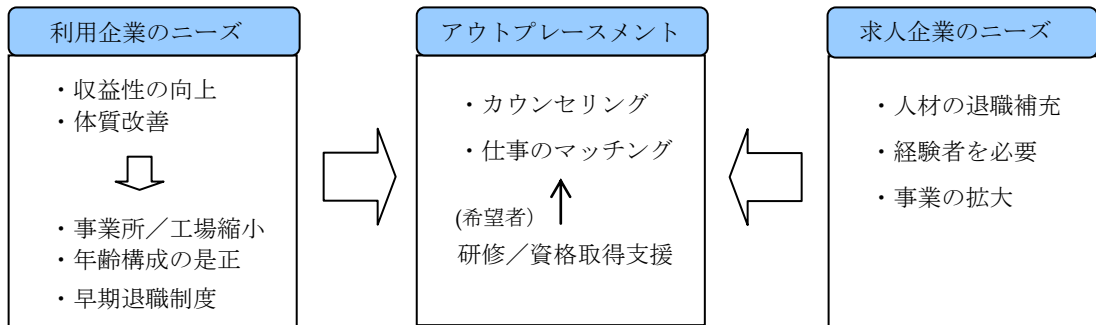 利用企業のニーズ
・収益性の向上
・体質改善
・事業所／工場縮小
・年齢構成の是正
・早期退職制度
アウトプレースメント
・カウンセリング
・仕事のマッチング
(希望者）
研修／資格取得支援
求人企業のニーズ
・人材の退職補充
・経験者を必要
・事業の拡大